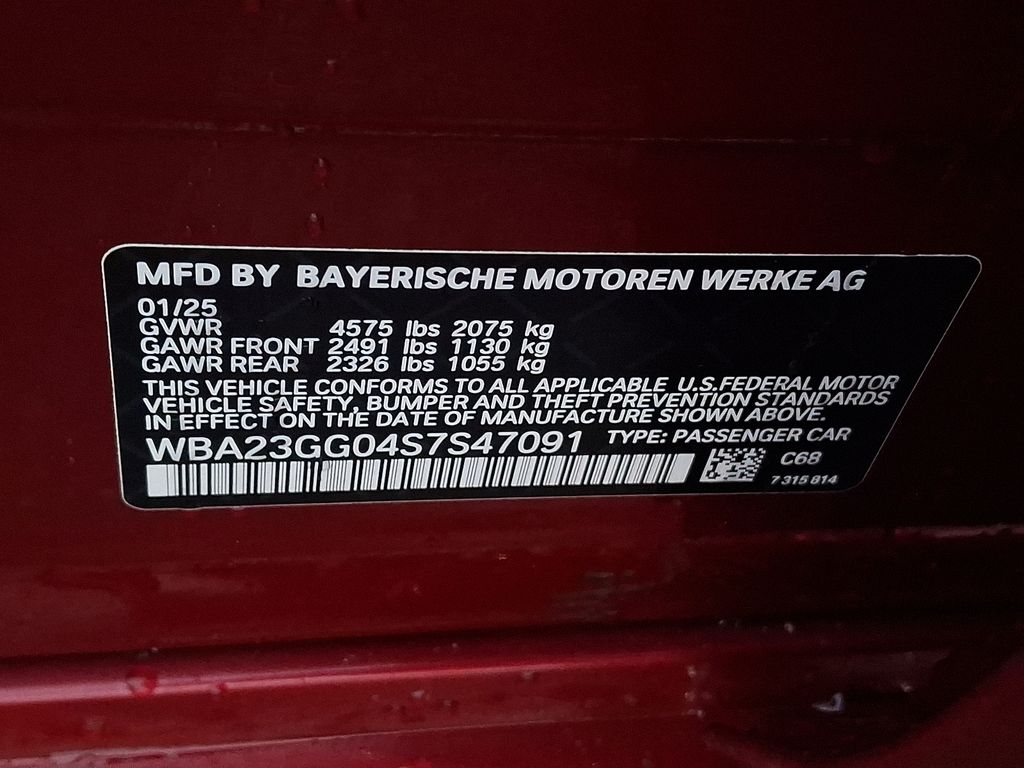 MFD BY BAYERISCHE MOTOREN WERKE AG
01/25
GVWR 4575 lbs 2075 kg
GAWR FRONT 2491 lbs 1130 kg
GAWR REAR 2326 lbs 1055 kg
THIS VEHICLE CONFORMS TO ALL APPLICABLE U.S.FEDERAL MOTOR
VEHICLE SAFETY, BUMPER AND THEFT PREVENTION STANDARDS
IN EFFECT ON THE DATE OF MANUFACTURE SHOWN ABOVE.
WBA23GG04S7S47091 TYPE: PASSENGER CAR
C68
7 315 814